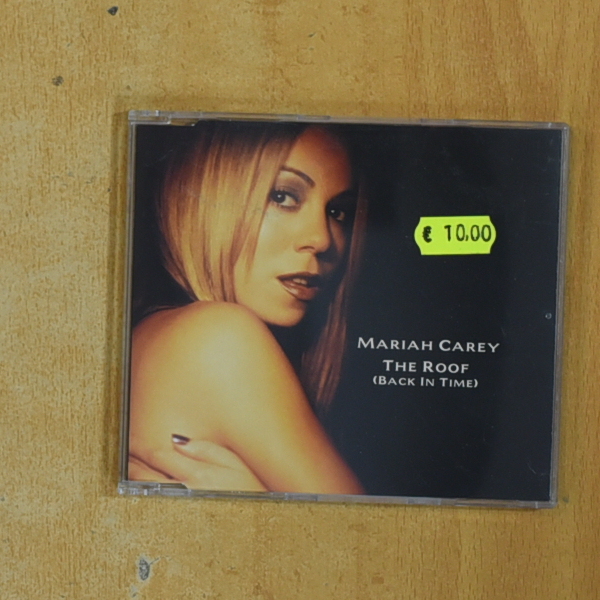 € 10,00
MARIAH CAREY
THE ROOF
(BACK IN TIME)